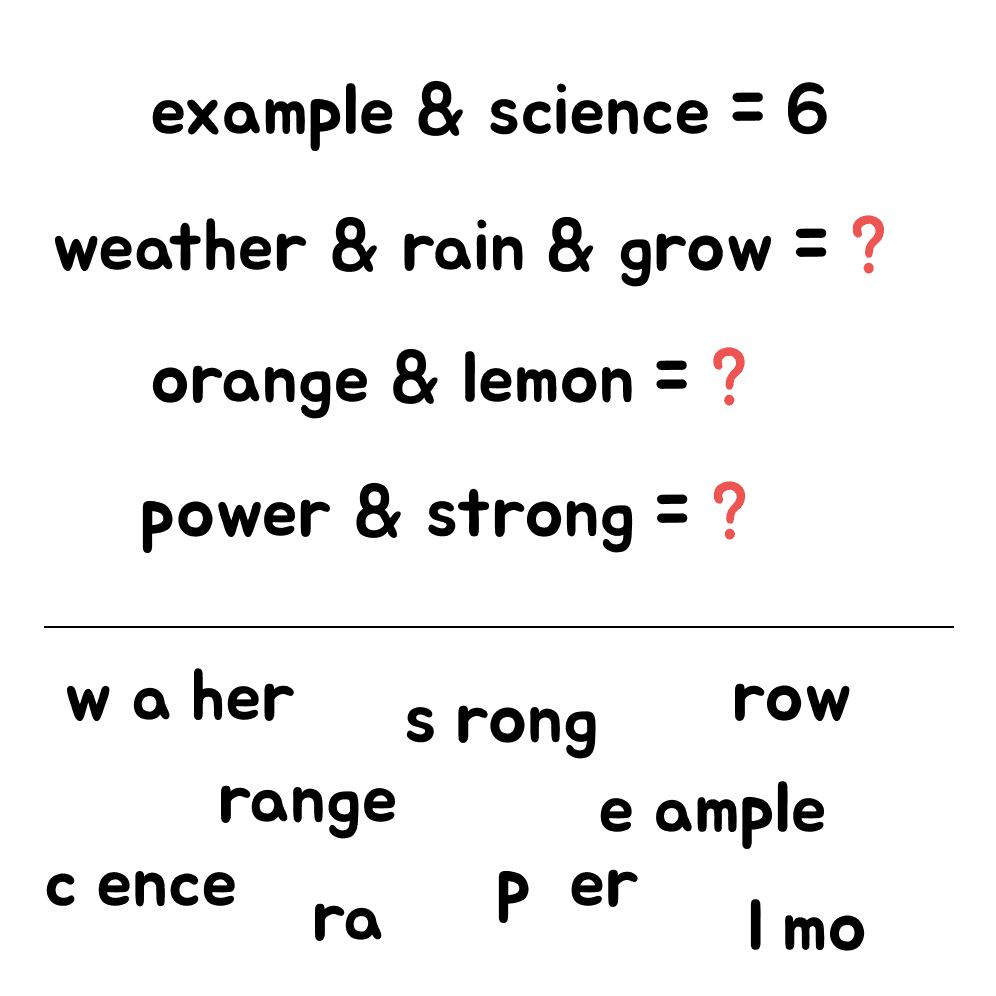 example & science = 6
weather & rain & grow = ?
orange & lemon = ?
power & strong = ?
w a her
s rong
row
range
e ample
c ence
ra
p er
l mo